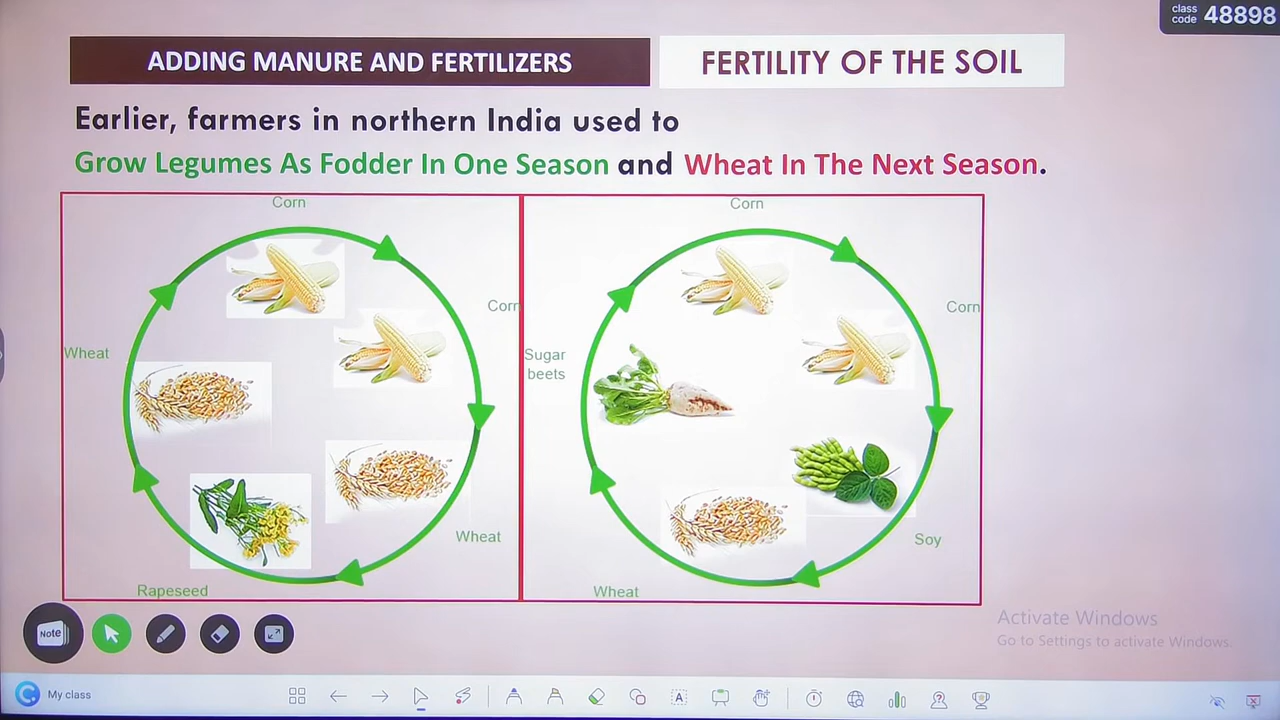 class
code 48898
ADDING MANURE AND FERTILIZERS
FERTILITY OF THE SOIL
Earlier, farmers in northern India used to
Grow Legumes As Fodder In One Season and Wheat In The Next Season.
Corn
Corn
Wheat
Rapeseed
Wheat
Corn
Corn
Soy
Wheat
Sugar
beets
Activate Windows
Go to Settings to activate Windows.
Note
My class
A